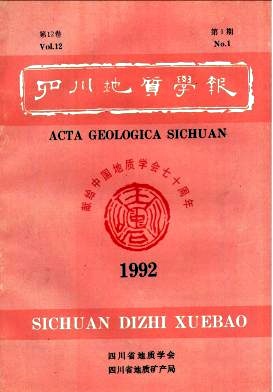 第12卷
第1期
Vol.12
No.1
四川地质學报
ACTA GEOLOGICA SICHUAN
献给中国地质学会七十周年
1992
SICHUAN DIZHI XUEBAO
四川省地质学会
四川省地质矿产局